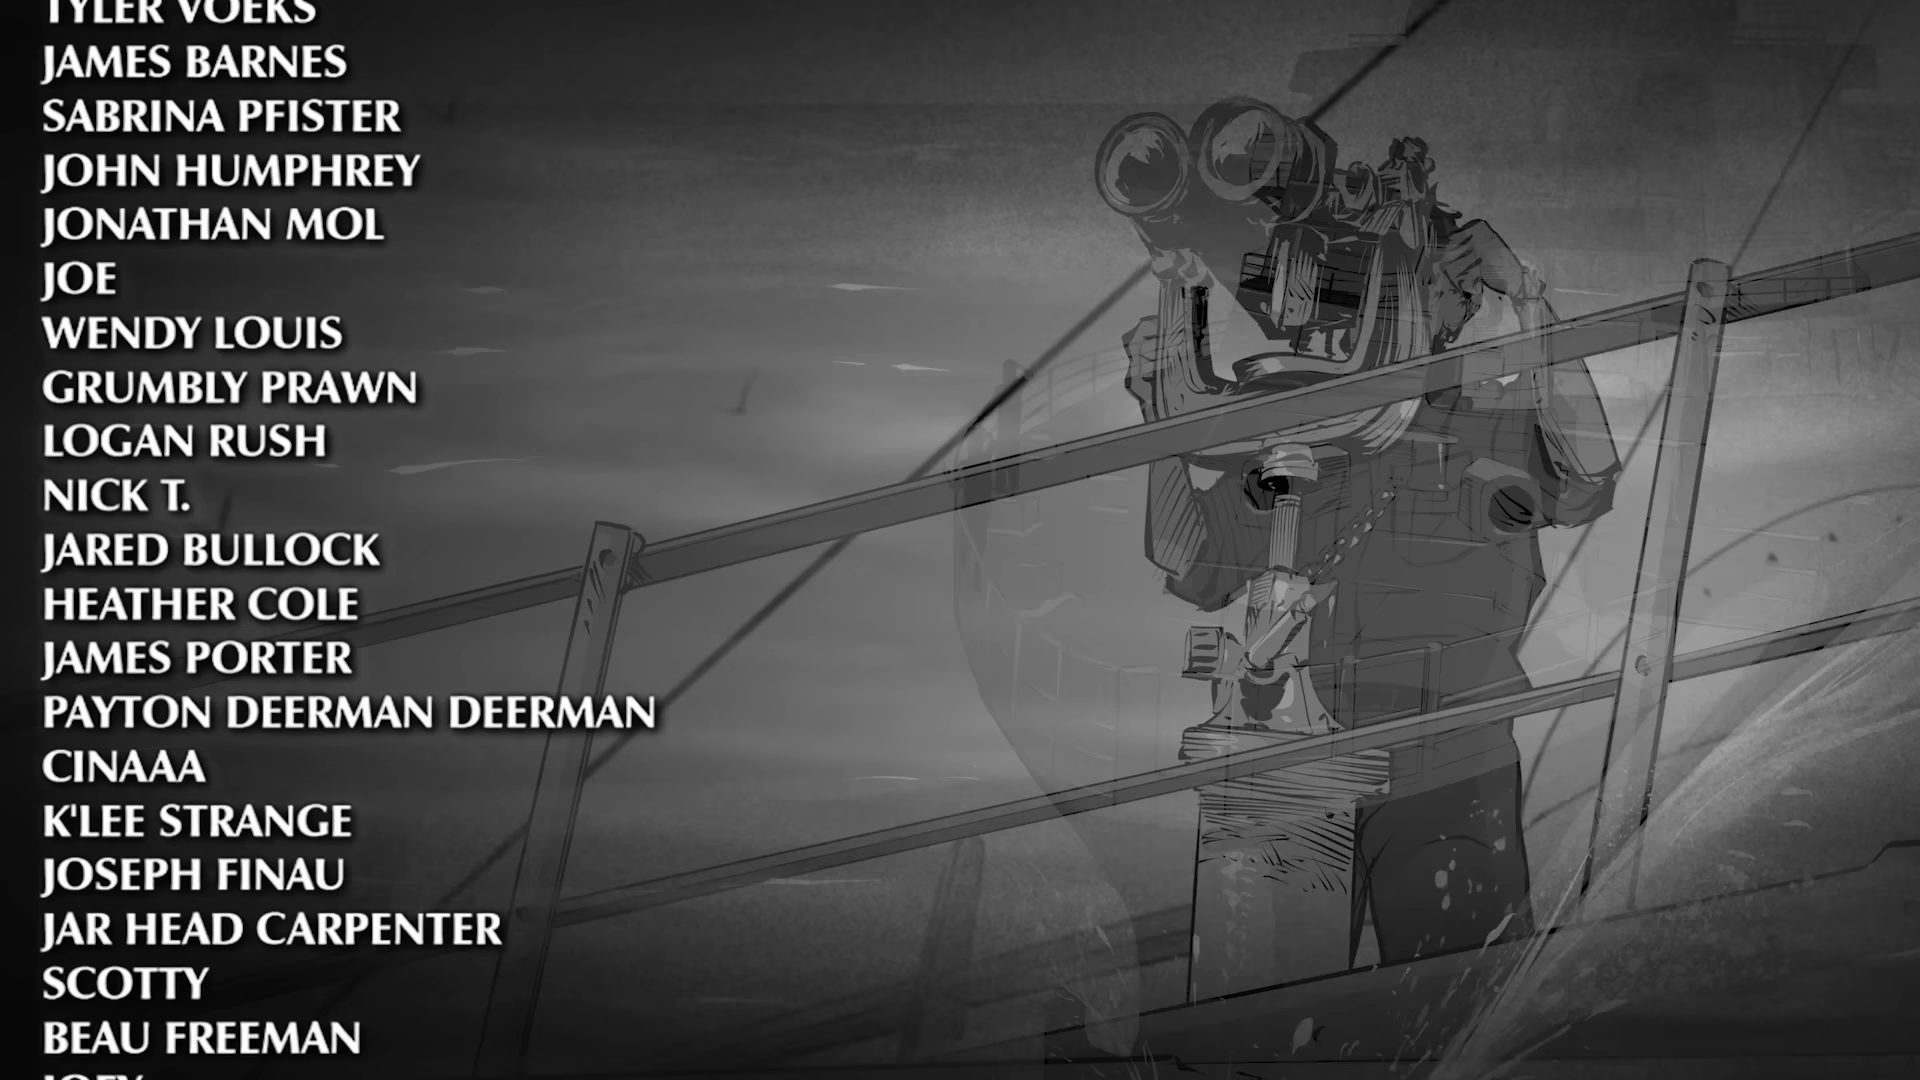 TYLER VOEKS
JAMES BARNES
SABRINA PFISTER
JOHN HUMPHREY
JONATHAN MOL
JOE
WENDY LOUIS
GRUMBLY PRAWN
LOGAN RUSH
NICK T.
JARED BULLOCK
HEATHER COLE
JAMES PORTER
PAYTON DEERMAN DEERMAN
CINAAA
K'LEE STRANGE
JOSEPH FINAU
JAR HEAD CARPENTER
SCOTTY
BEAU FREEMAN